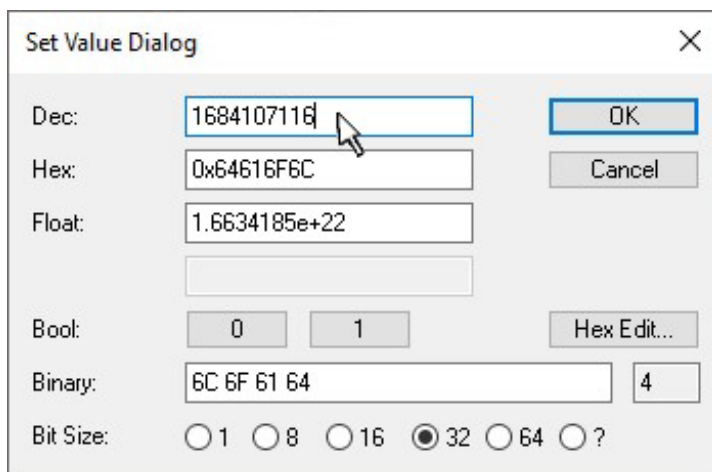 Set Value Dialog
Dec: 1684107116 OK
Hex: 0x64616F6C Cancel
Float: 1.6634185e+22
Bool: 0 1 Hex Edit...
Binary: 6C 6F 61 64 4
Bit Size: 1 8 16 32 64 ?